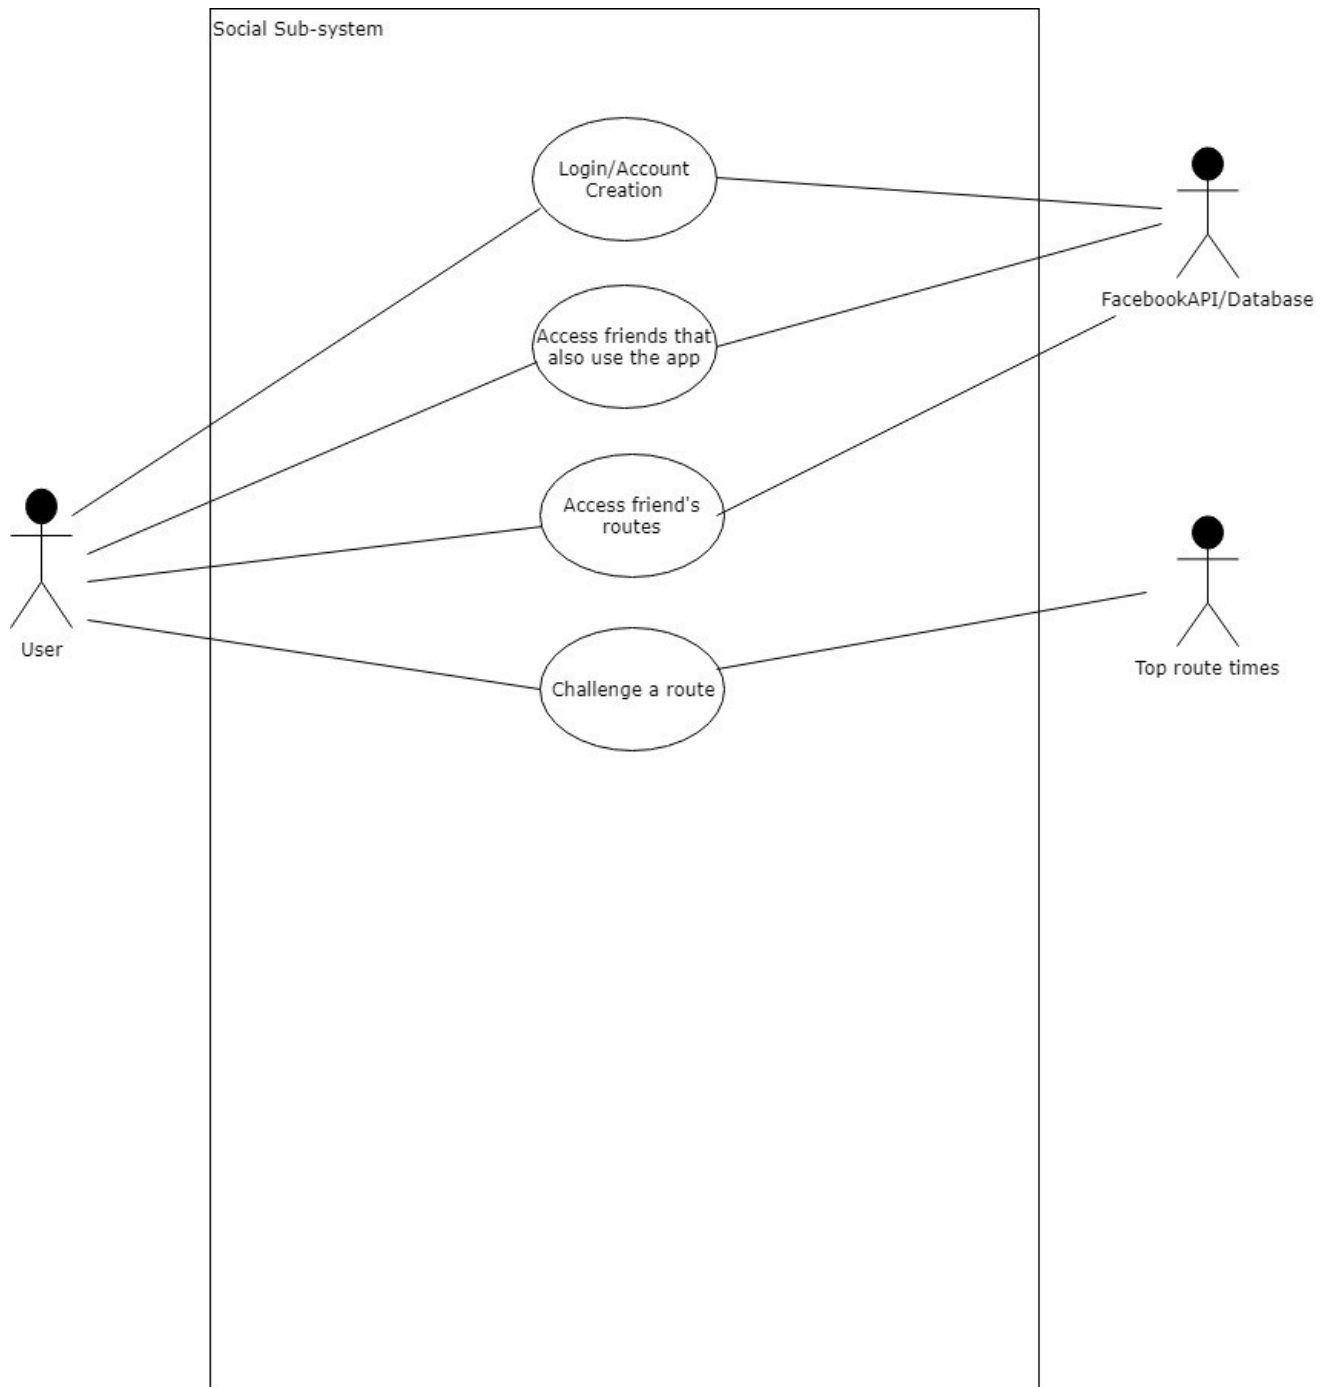 Social Sub-system
Login/Account
Creation
FacebookAPI/Database
Access friends that
also use the app
Access friend's
routes
User
Top route times
Challenge a route